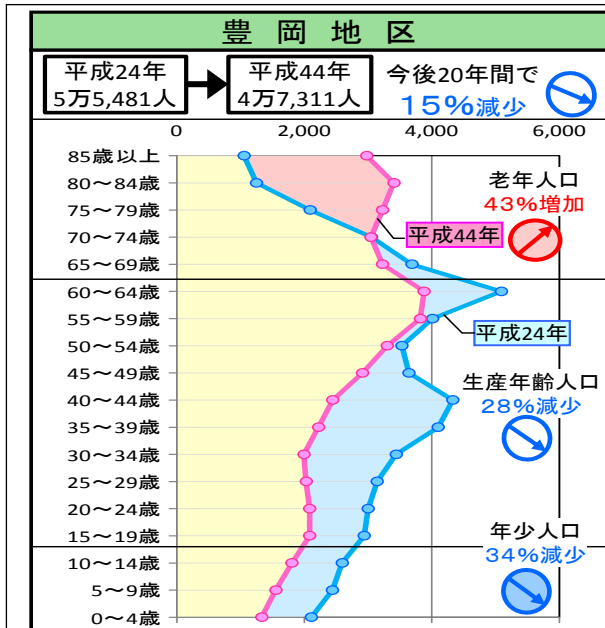 豊岡地区
平成24年
5万5,481人
平成44年
4万7,311人
今後20年間で
15%減少
0 2,000 4,000 6,000
85歳以上
80～84歳
75～79歳
70～74歳
65～69歳
60～64歳
55～59歳
50～54歳
45～49歳
40～44歳
35～39歳
30～34歳
25～29歳
20～24歳
15～19歳
10～14歳
5～9歳
0～4歳
老年人口
43%増加
平成44年
平成24年
生産年齢人口
28%減少
年少人口
34%減少